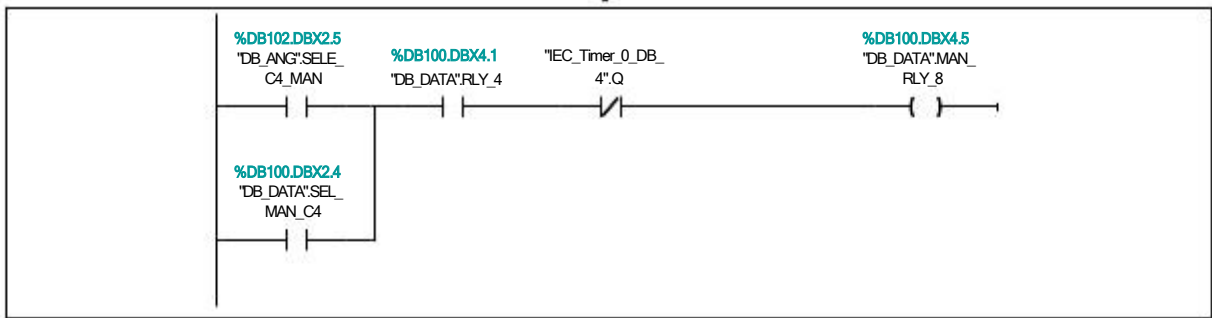 %DB102.DBX2.5
"DB_ANG".SELE_
C4_MAN
%DB100.DBX4.1
"DB_DATA".RLY_4
"IEC_Timer_0_DB_
4".Q
%DB100.DBX4.5
"DB_DATA".MAN_
RLY_8
%DB100.DBX2.4
"DB_DATA".SEL_
MAN_C4